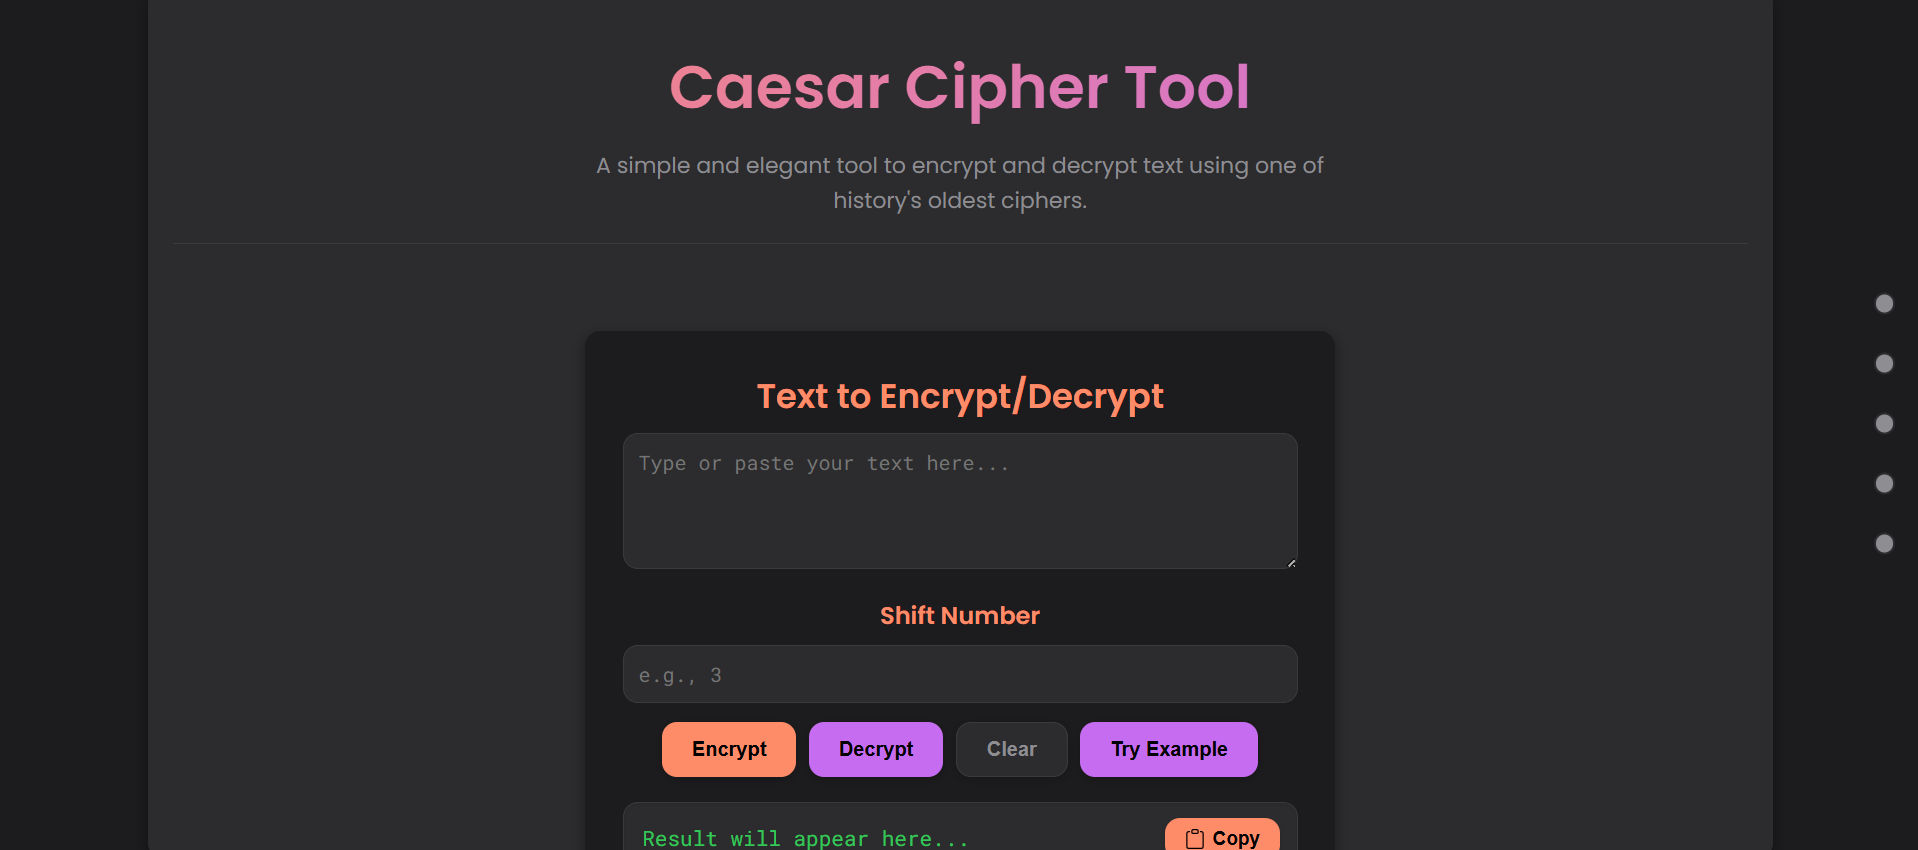 Caesar Cipher Tool
A simple and elegant tool to encrypt and decrypt text using one of
history's oldest ciphers.
Text to Encrypt/Decrypt
Type or paste your text here...
Shift Number
e.g., 3
Encrypt Decrypt Clear Try Example
Result will appear here... Copy